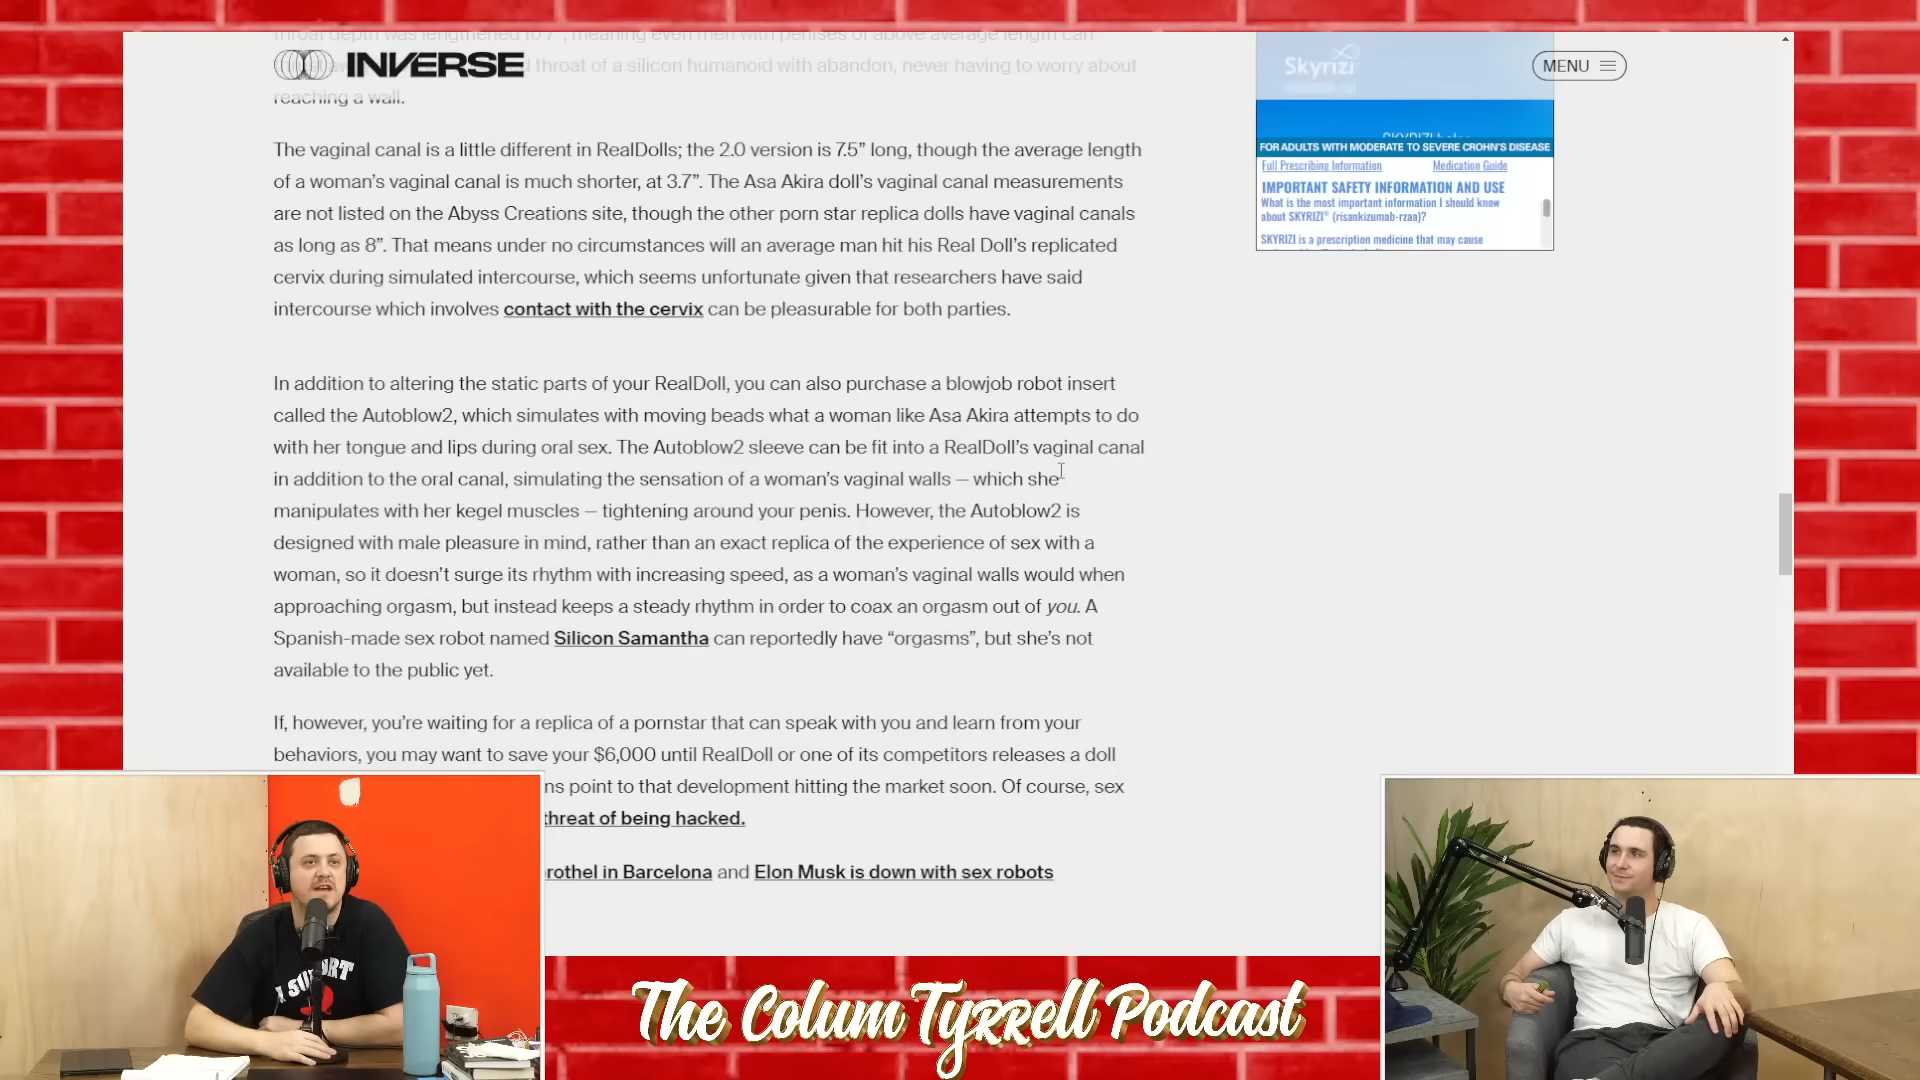 throat depth was lengthened to 7", meaning even men with penises of above average length can
INVERSE
throat of a silicon humanoid with abandon, never having to worry about
reaching a wall.
MENU
Skyrizi
FOR ADULTS WITH MODERATE TO SEVERE CROHN'S DISEASE
Full Prescribing Information
Medication Guide
IMPORTANT SAFETY INFORMATION AND USE
What is the most important information I should know
about SKYRIZI® (risankizumab-rzaa)?
SKYRIZI is a prescription medicine that may cause
The vaginal canal is a little different in RealDolls; the 2.0 version is 7.5” long, though the average length
of a woman’s vaginal canal is much shorter, at 3.7”. The Asa Akira doll’s vaginal canal measurements
are not listed on the Abyss Creations site, though the other porn star replica dolls have vaginal canals
as long as 8”. That means under no circumstances will an average man hit his Real Doll’s replicated
cervix during simulated intercourse, which seems unfortunate given that researchers have said
intercourse which involves contact with the cervix can be pleasurable for both parties.
In addition to altering the static parts of your RealDoll, you can also purchase a blowjob robot insert
called the Autoblow2, which simulates with moving beads what a woman like Asa Akira attempts to do
with her tongue and lips during oral sex. The Autoblow2 sleeve can be fit into a RealDoll’s vaginal canal
in addition to the oral canal, simulating the sensation of a woman’s vaginal walls — which she
manipulates with her kegel muscles — tightening around your penis. However, the Autoblow2 is
designed with male pleasure in mind, rather than an exact replica of the experience of sex with a
woman, so it doesn’t surge its rhythm with increasing speed, as a woman’s vaginal walls would when
approaching orgasm, but instead keeps a steady rhythm in order to coax an orgasm out of you. A
Spanish-made sex robot named Silicon Samantha can reportedly have “orgasms”, but she’s not
available to the public yet.
If, however, you’re waiting for a replica of a pornstar that can speak with you and learn from your
behaviors, you may want to save your $6,000 until RealDoll or one of its competitors releases a doll
ns point to that development hitting the market soon. Of course, sex
threat of being hacked.
rothel in Barcelona and Elon Musk is down with sex robots
I SUPPORT
The Colum Tyrrell Podcast